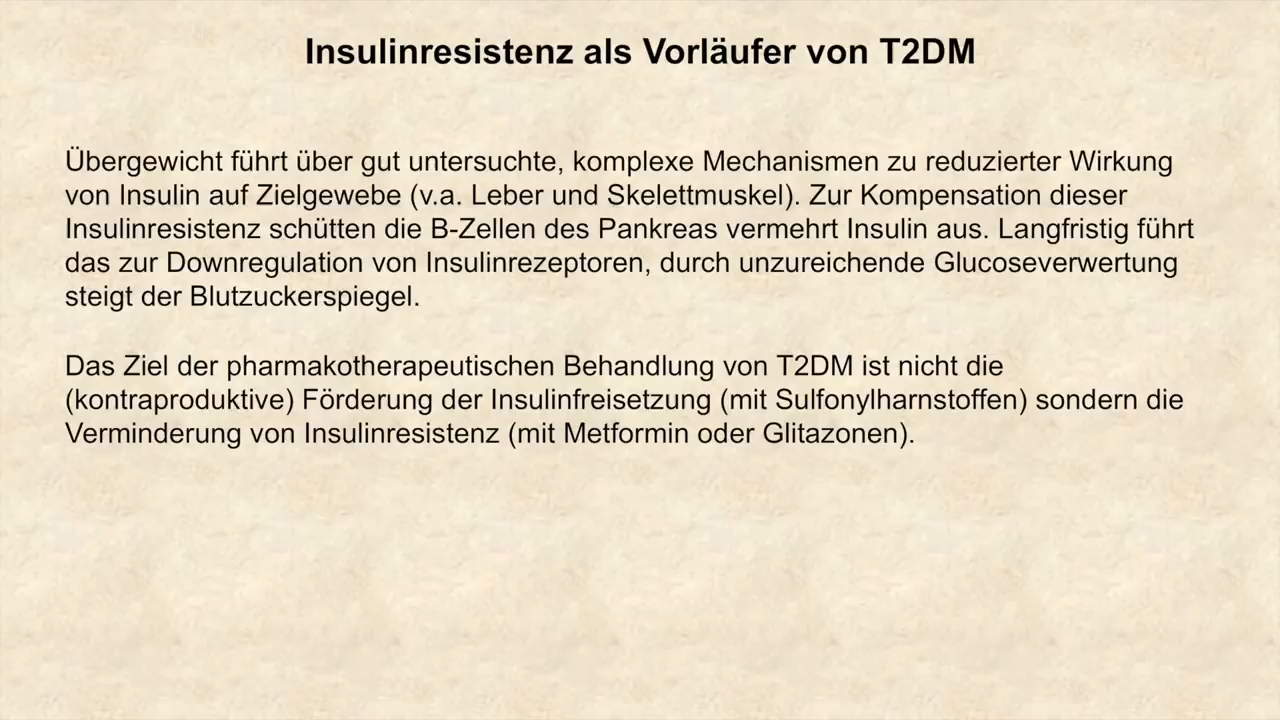 Insulinresistenz als Vorläufer von T2DM
Übergewicht führt über gut untersuchte, komplexe Mechanismen zu reduzierter Wirkung
von Insulin auf Zielgewebe (v.a. Leber und Skelettmuskel). Zur Kompensation dieser
Insulinresistenz schütten die B-Zellen des Pankreas vermehrt Insulin aus. Langfristig führt
das zur Downregulation von Insulinrezeptoren, durch unzureichende Glucoseverwertung
steigt der Blutzuckerspiegel.
Das Ziel der pharmakotherapeutischen Behandlung von T2DM ist nicht die
(kontraproduktive) Förderung der Insulinfreisetzung (mit Sulfonylharnstoffen) sondern die
Verminderung von Insulinresistenz (mit Metformin oder Glitazonen).